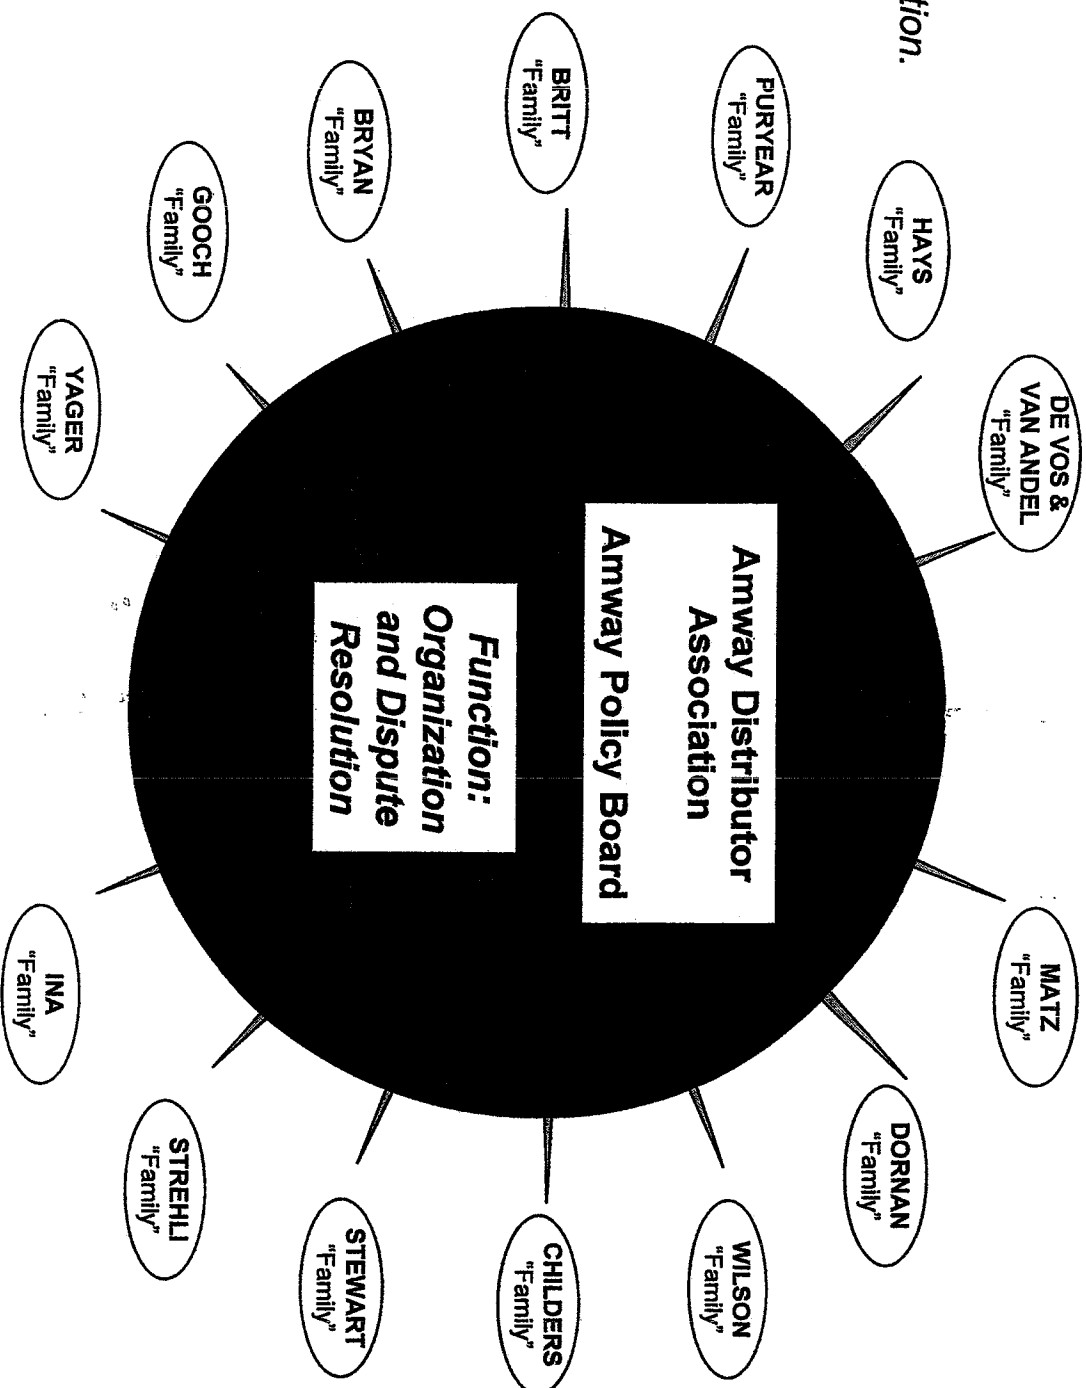 DE VOS &
VAN ANDEL
"Family"
MATZ
"Family"
tion.
HAYS
"Family"
DORNAN
"Family"
PURYEAR
"Family"
WILSON
"Family"
Amway Distributor
Association
Amway Policy Board
BRITT
"Family"
CHILDERS
"Family"
Function:
Organization
and Dispute
Resolution
BRYAN
"Family"
STEWART
"Family"
GOOCH
"Family"
STREHLI
"Family"
YAGER
"Family"
INA
"Family"